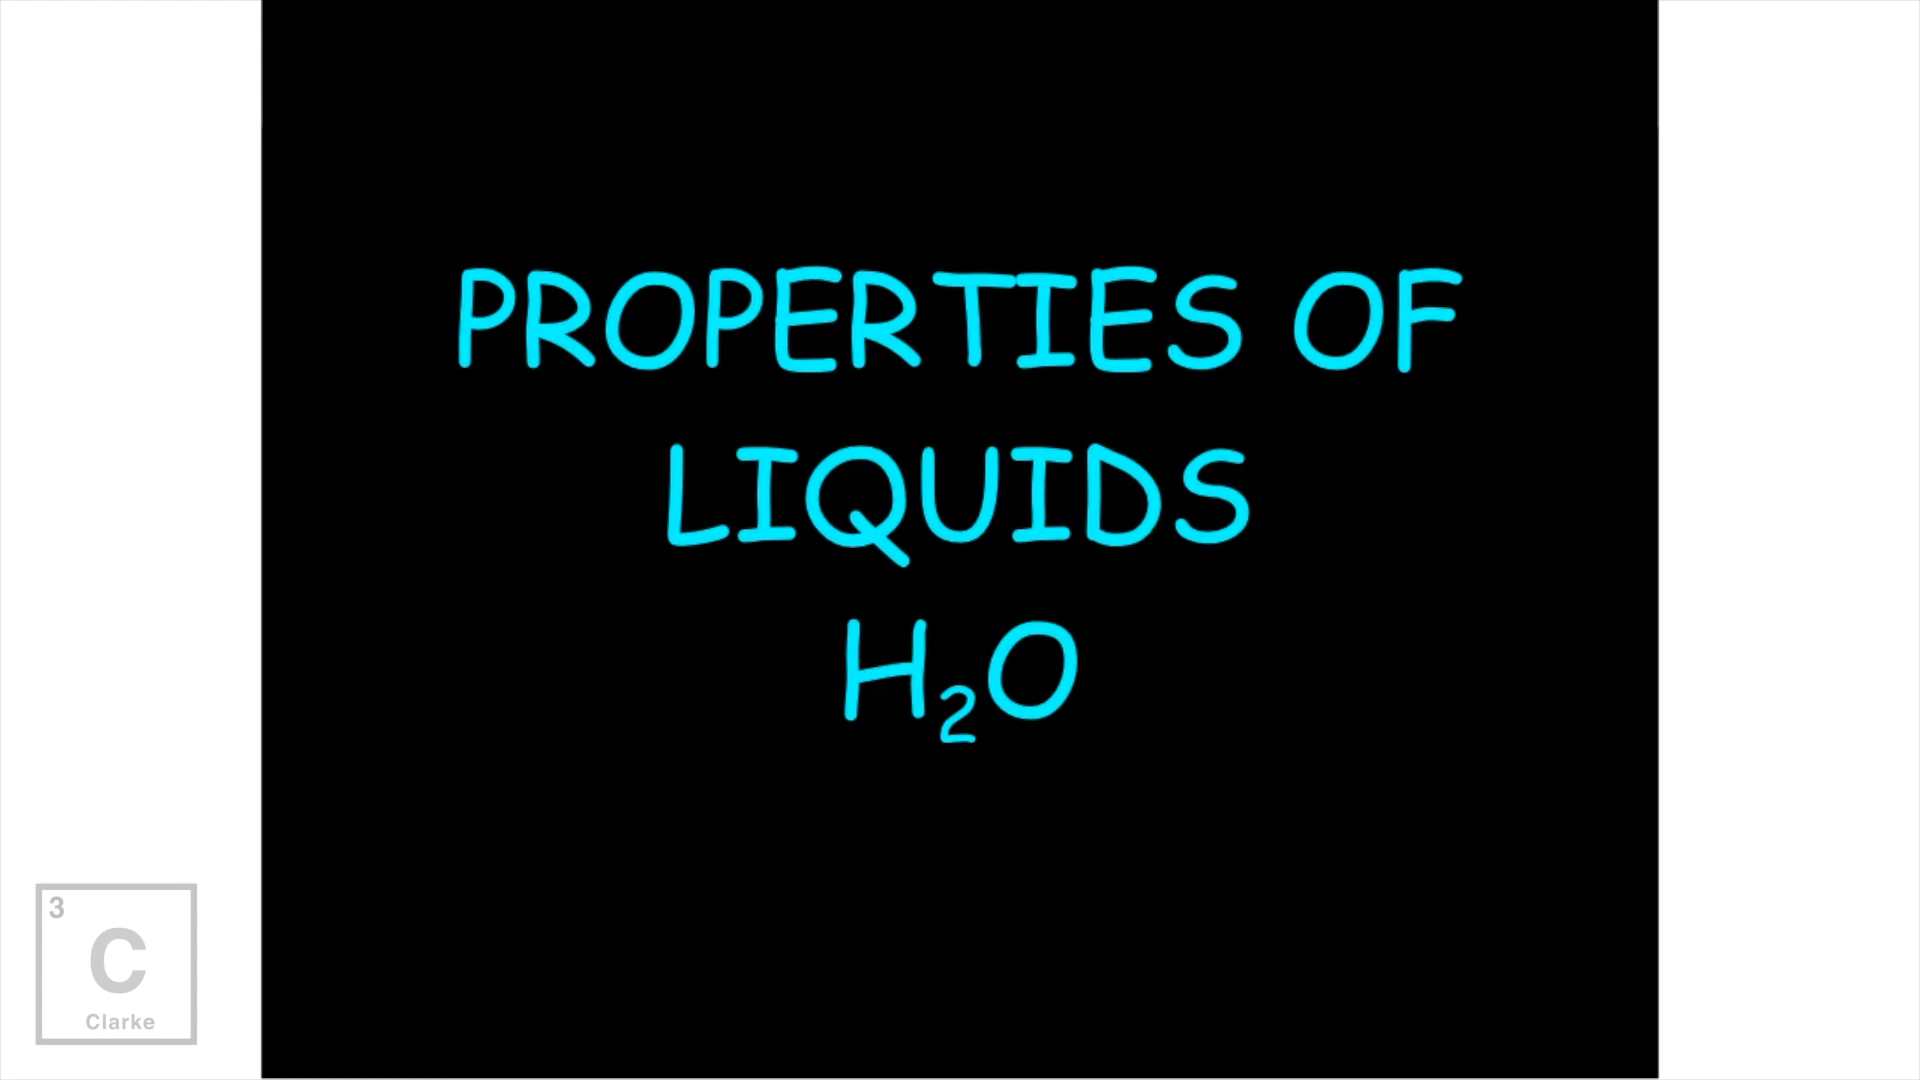 PROPERTIES OF
LIQUIDS
H₂O
3
C
Clarke